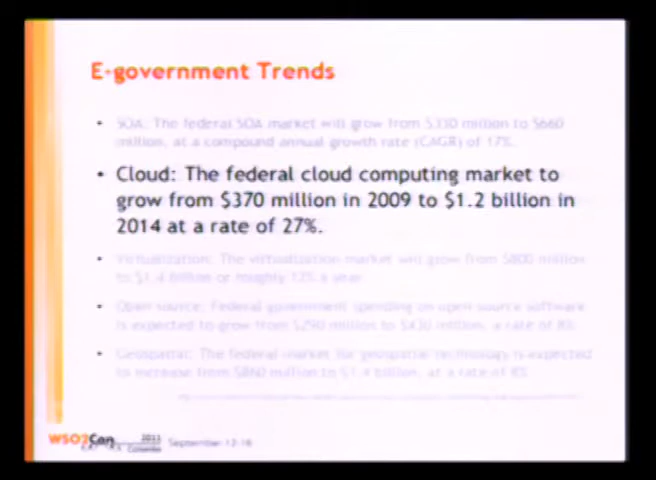 E-government Trends
• SOA: The federal SOA market will grow from $330 million to $660
million, at a compound annual growth rate (CAGR) of 17%.
• Cloud: The federal cloud computing market to
grow from $370 million in 2009 to $1.2 billion in
2014 at a rate of 27%.
• Virtualization: The virtualization market will grow from $800 million
to $1.4 billion or roughly 12% a year.
• Open source: Federal government spending on open source software
is expected to grow from $290 million to $430 million, a rate of 8%.
• Geospatial: The federal market for geospatial technology is expected
to increase from $860 million to $1.4 billion, at a rate of 8%.
WSO2Con 2011 September 12-16
Colombo